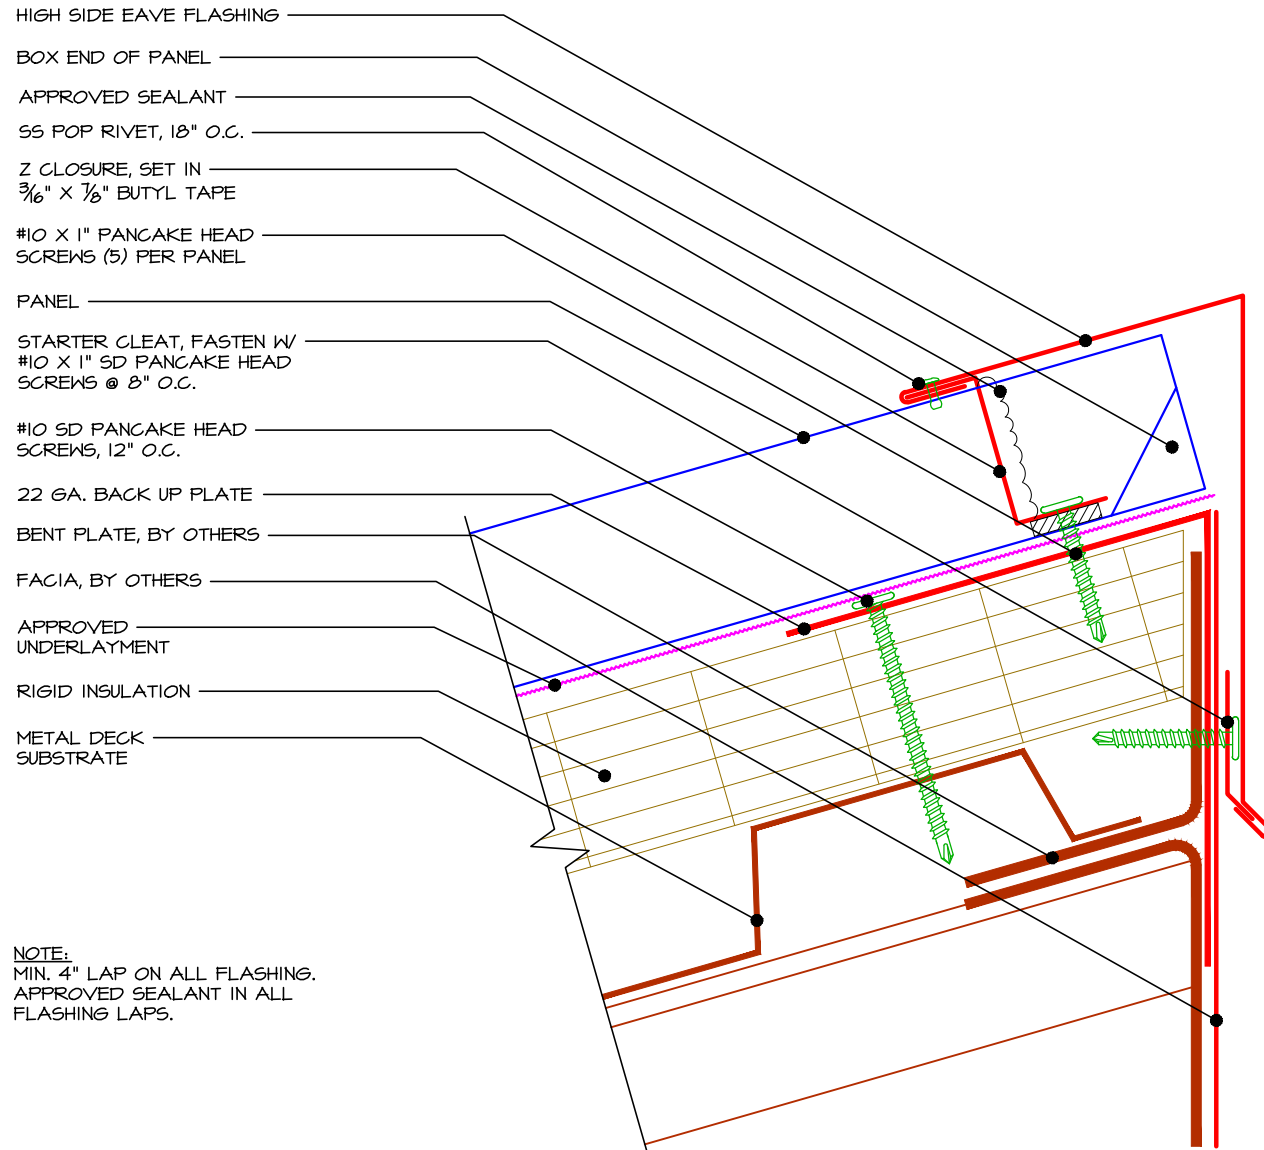 HIGH SIDE EAVE FLASHING
BOX END OF PANEL
APPROVED SEALANT
SS POP RIVET, 18" O.C.
Z CLOSURE, SET IN
3/16" X 7/8" BUTYL TAPE
#10 X 1" PANCAKE HEAD
SCREWS (5) PER PANEL
PANEL
STARTER CLEAT, FASTEN W/
#10 X 1" SD PANCAKE HEAD
SCREWS @ 8" O.C.
#10 SD PANCAKE HEAD
SCREWS, 12" O.C.
22 GA. BACK UP PLATE
BENT PLATE, BY OTHERS
FACIA, BY OTHERS
APPROVED
UNDERLAYMENT
RIGID INSULATION
METAL DECK
SUBSTRATE
NOTE:
MIN. 4" LAP ON ALL FLASHING.
APPROVED SEALANT IN ALL
FLASHING LAPS.